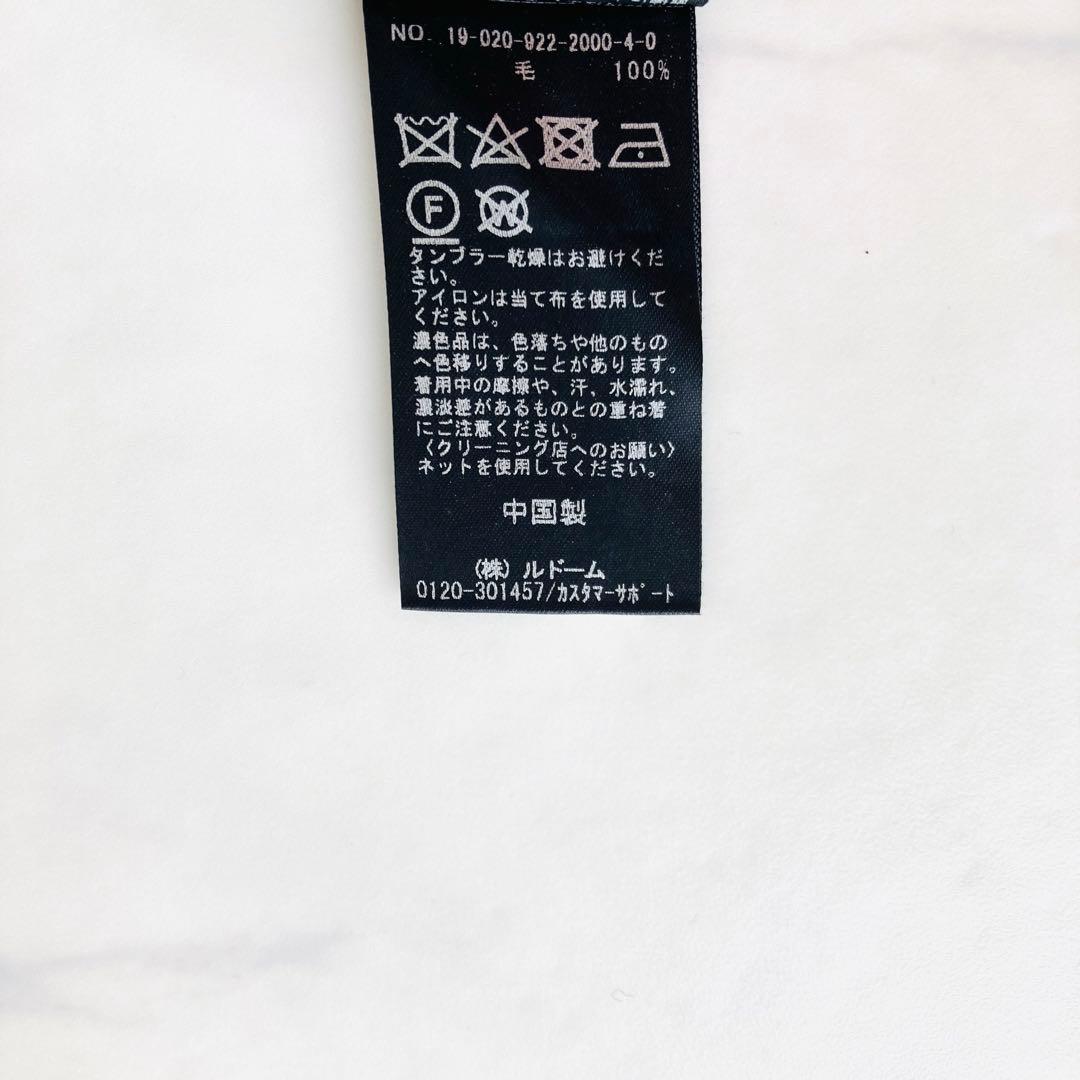 NO. 19-020-922-2000-4-0
毛 100%
F
W
タンブラー乾燥はお避けくだ
さい。
アイロンは当て布を使用して
ください。
濃色品は、色落ちや他のもの
へ色移りすることがあります。
着用中の摩擦や、汗、水濡れ、
濃淡差があるものとの重ね着
にご注意ください。
〈クリーニング店へのお願い〉
ネットを使用してください。
中国製
(株)ルドーム
0120-301457/カスタマーサポート